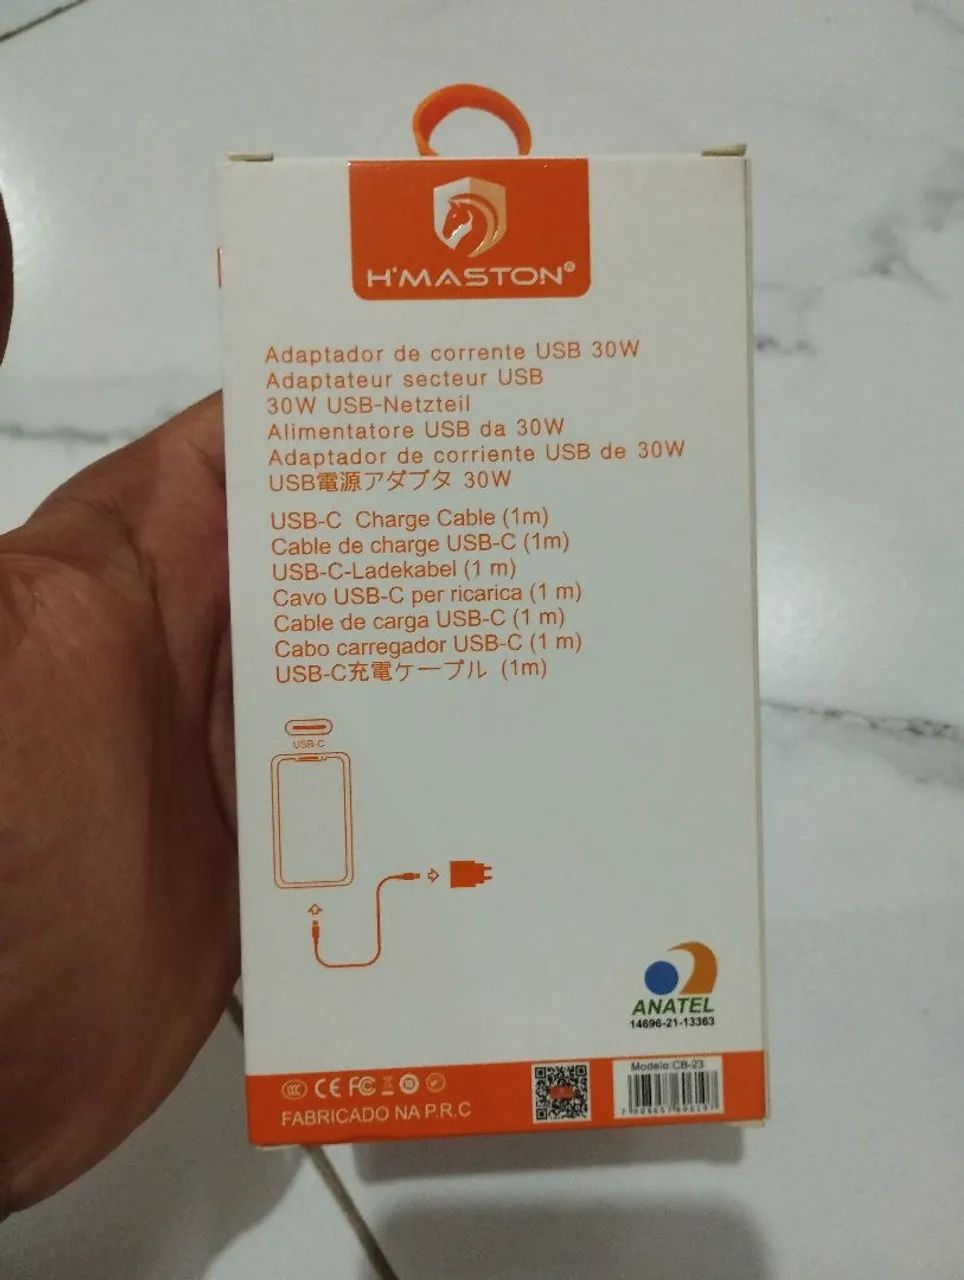 H'MASTON®
Adaptador de corrente USB 30W
Adaptateur secteur USB
30W USB-Netzteil
Alimentatore USB da 30W
Adaptador de corriente USB de 30W
USB電源アダプタ 30W
USB-C Charge Cable (1m)
Cable de charge USB-C (1m)
USB-C-Ladekabel (1 m)
Cavo USB-C per ricarica (1 m)
Cable de carga USB-C (1 m)
Cabo carregador USB-C (1 m)
USB-C充電ケーブル (1m)
USB-C
ANATEL
14696-21-13363
Modelo:CB-23
CCC CE FC
FABRICADO NA P.R.C